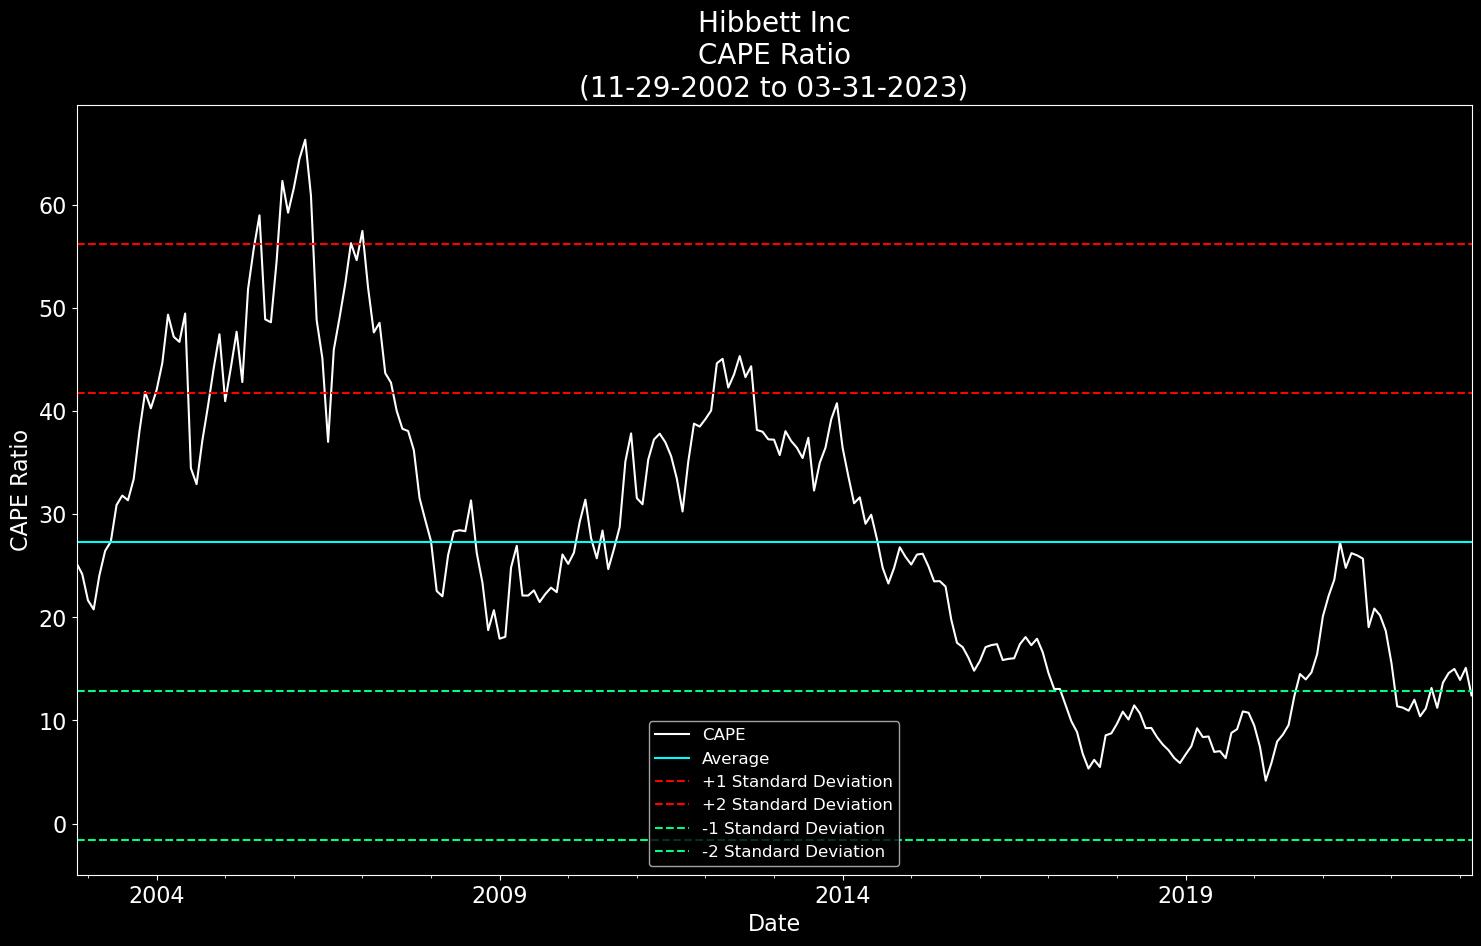 Hibbett Inc
CAPE Ratio
(11-29-2002 to 03-31-2023)
CAPE Ratio
60
50
40
30
20
10
0
CAPE
Average
+1 Standard Deviation
+2 Standard Deviation
-1 Standard Deviation
-2 Standard Deviation
2004
2009
2014
2019
Date